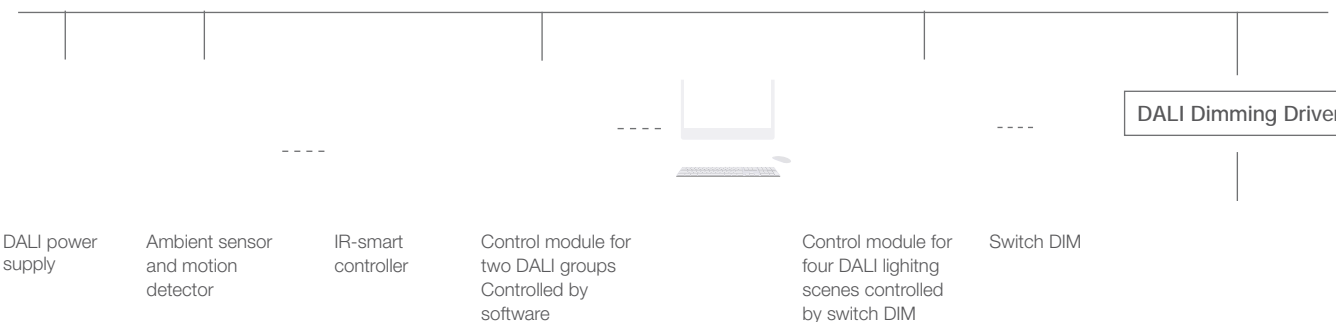 DALI Dimming Driver
DALI power
supply
Ambient sensor
and motion
detector
IR-smart
controller
Control module for
two DALI groups
Controlled by
software
Control module for
four DALI lighitng
scenes controlled
by switch DIM
Switch DIM